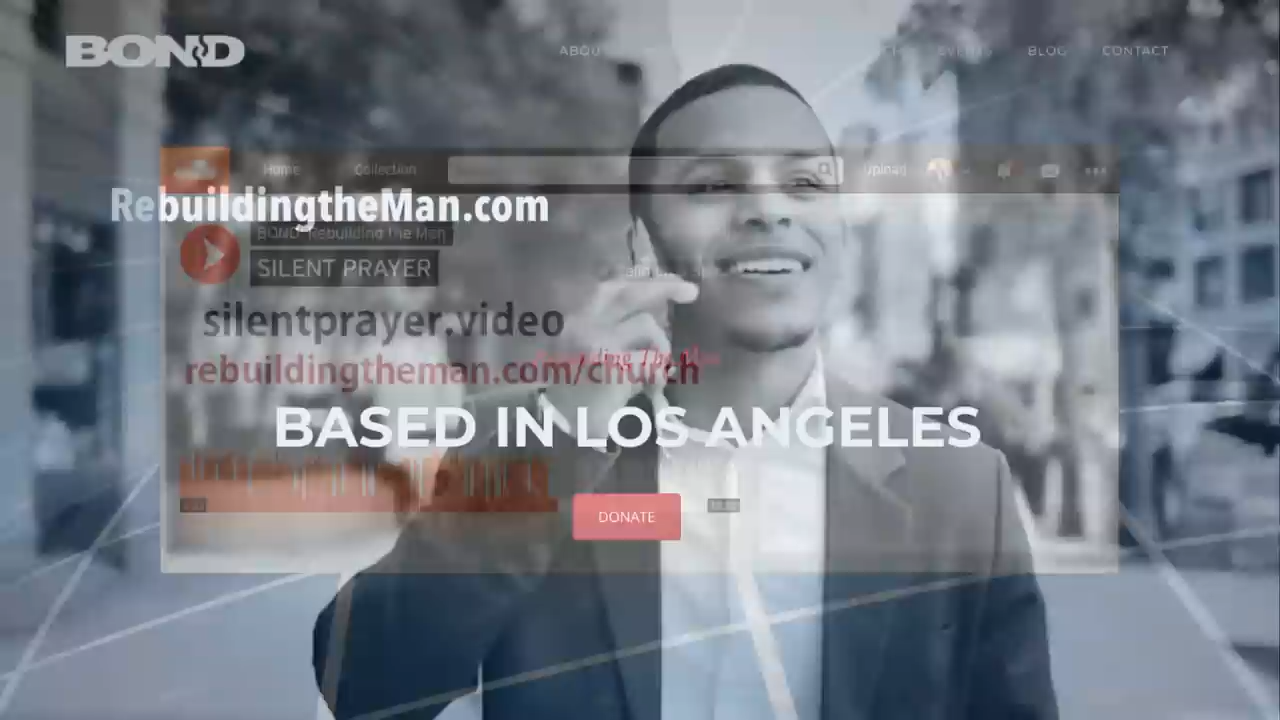 BOND
ABOU EVENTS BLOG CONTACT
Home Collection Upload
RebuildingtheMan.com
BOND Rebuilding the Man
SILENT PRAYER
silentprayer.video
rebuildingtheman.com/church
BASED IN LOS ANGELES
DONATE